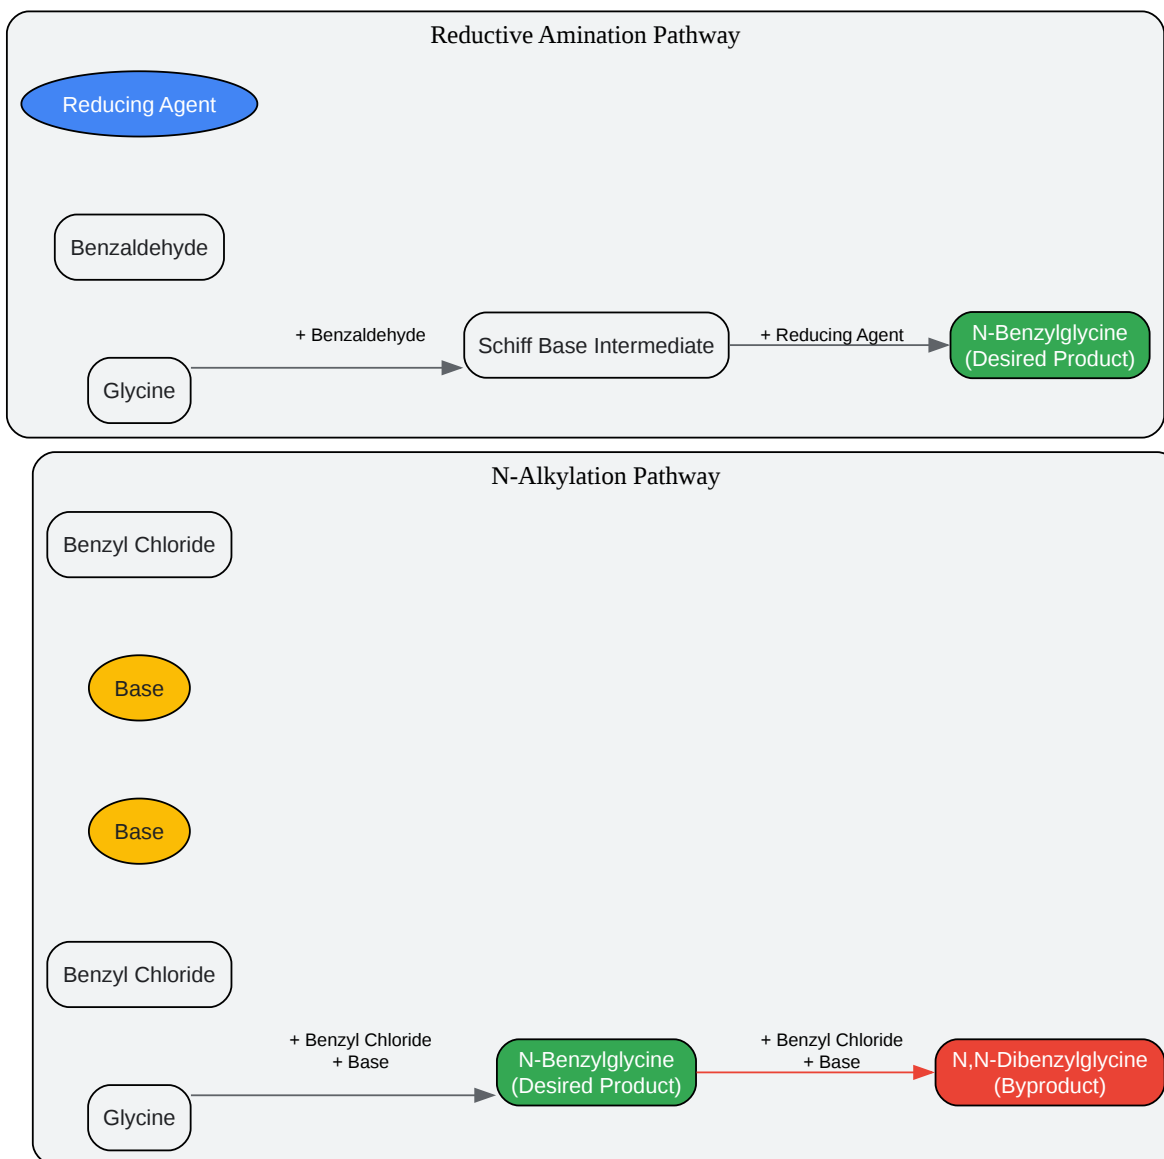 Reductive Amination Pathway
Reducing Agent
Benzaldehyde
+ Benzaldehyde
Schiff Base Intermediate
+ Reducing Agent
N-Benzylglycine
(Desired Product)
Glycine
N-Alkylation Pathway
Benzyl Chloride
Base
Base
Benzyl Chloride
+ Benzyl Chloride
+ Base
N-Benzylglycine
(Desired Product)
+ Benzyl Chloride
+ Base
N,N-Dibenzylglycine
(Byproduct)
Glycine